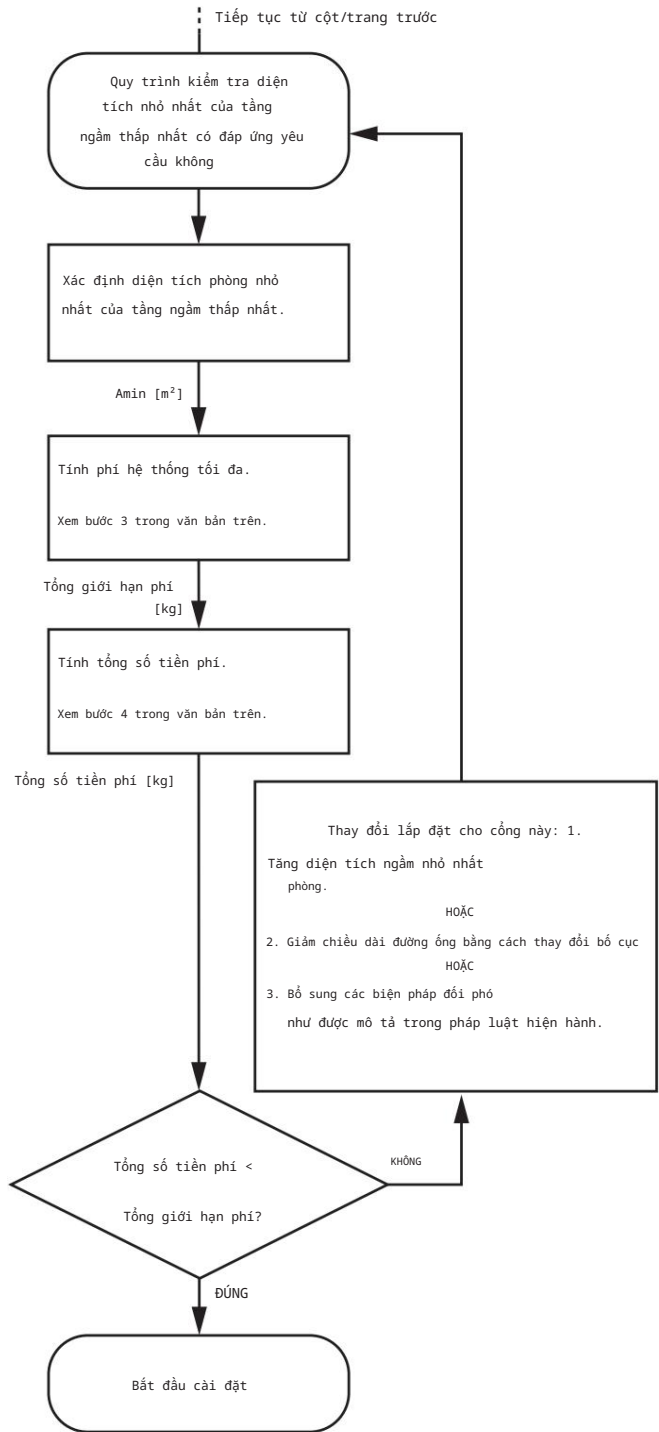 Tiếp tục từ cột/trang trước
Quy trình kiểm tra diện
tích nhỏ nhất của tầng
ngầm thấp nhất có đáp ứng yêu
cầu không
Xác định diện tích phòng nhỏ
nhất của tầng ngầm thấp nhất.
Amin [m²]
Tính phí hệ thống tối đa.
Xem bước 3 trong văn bản trên.
Tổng giới hạn phí
[kg]
Tính tổng số tiền phí.
Xem bước 4 trong văn bản trên.
Tổng số tiền phí [kg]
Thay đổi lắp đặt cho cổng này: 1.
Tăng diện tích ngầm nhỏ nhất
phòng.
HOẶC
2. Giảm chiều dài đường ống bằng cách thay đổi bố cục
HOẶC
3. Bổ sung các biện pháp đối phó
như được mô tả trong pháp luật hiện hành.
Tổng số tiền phí <
Tổng giới hạn phí?
KHÔNG
ĐÚNG
Bắt đầu cài đặt